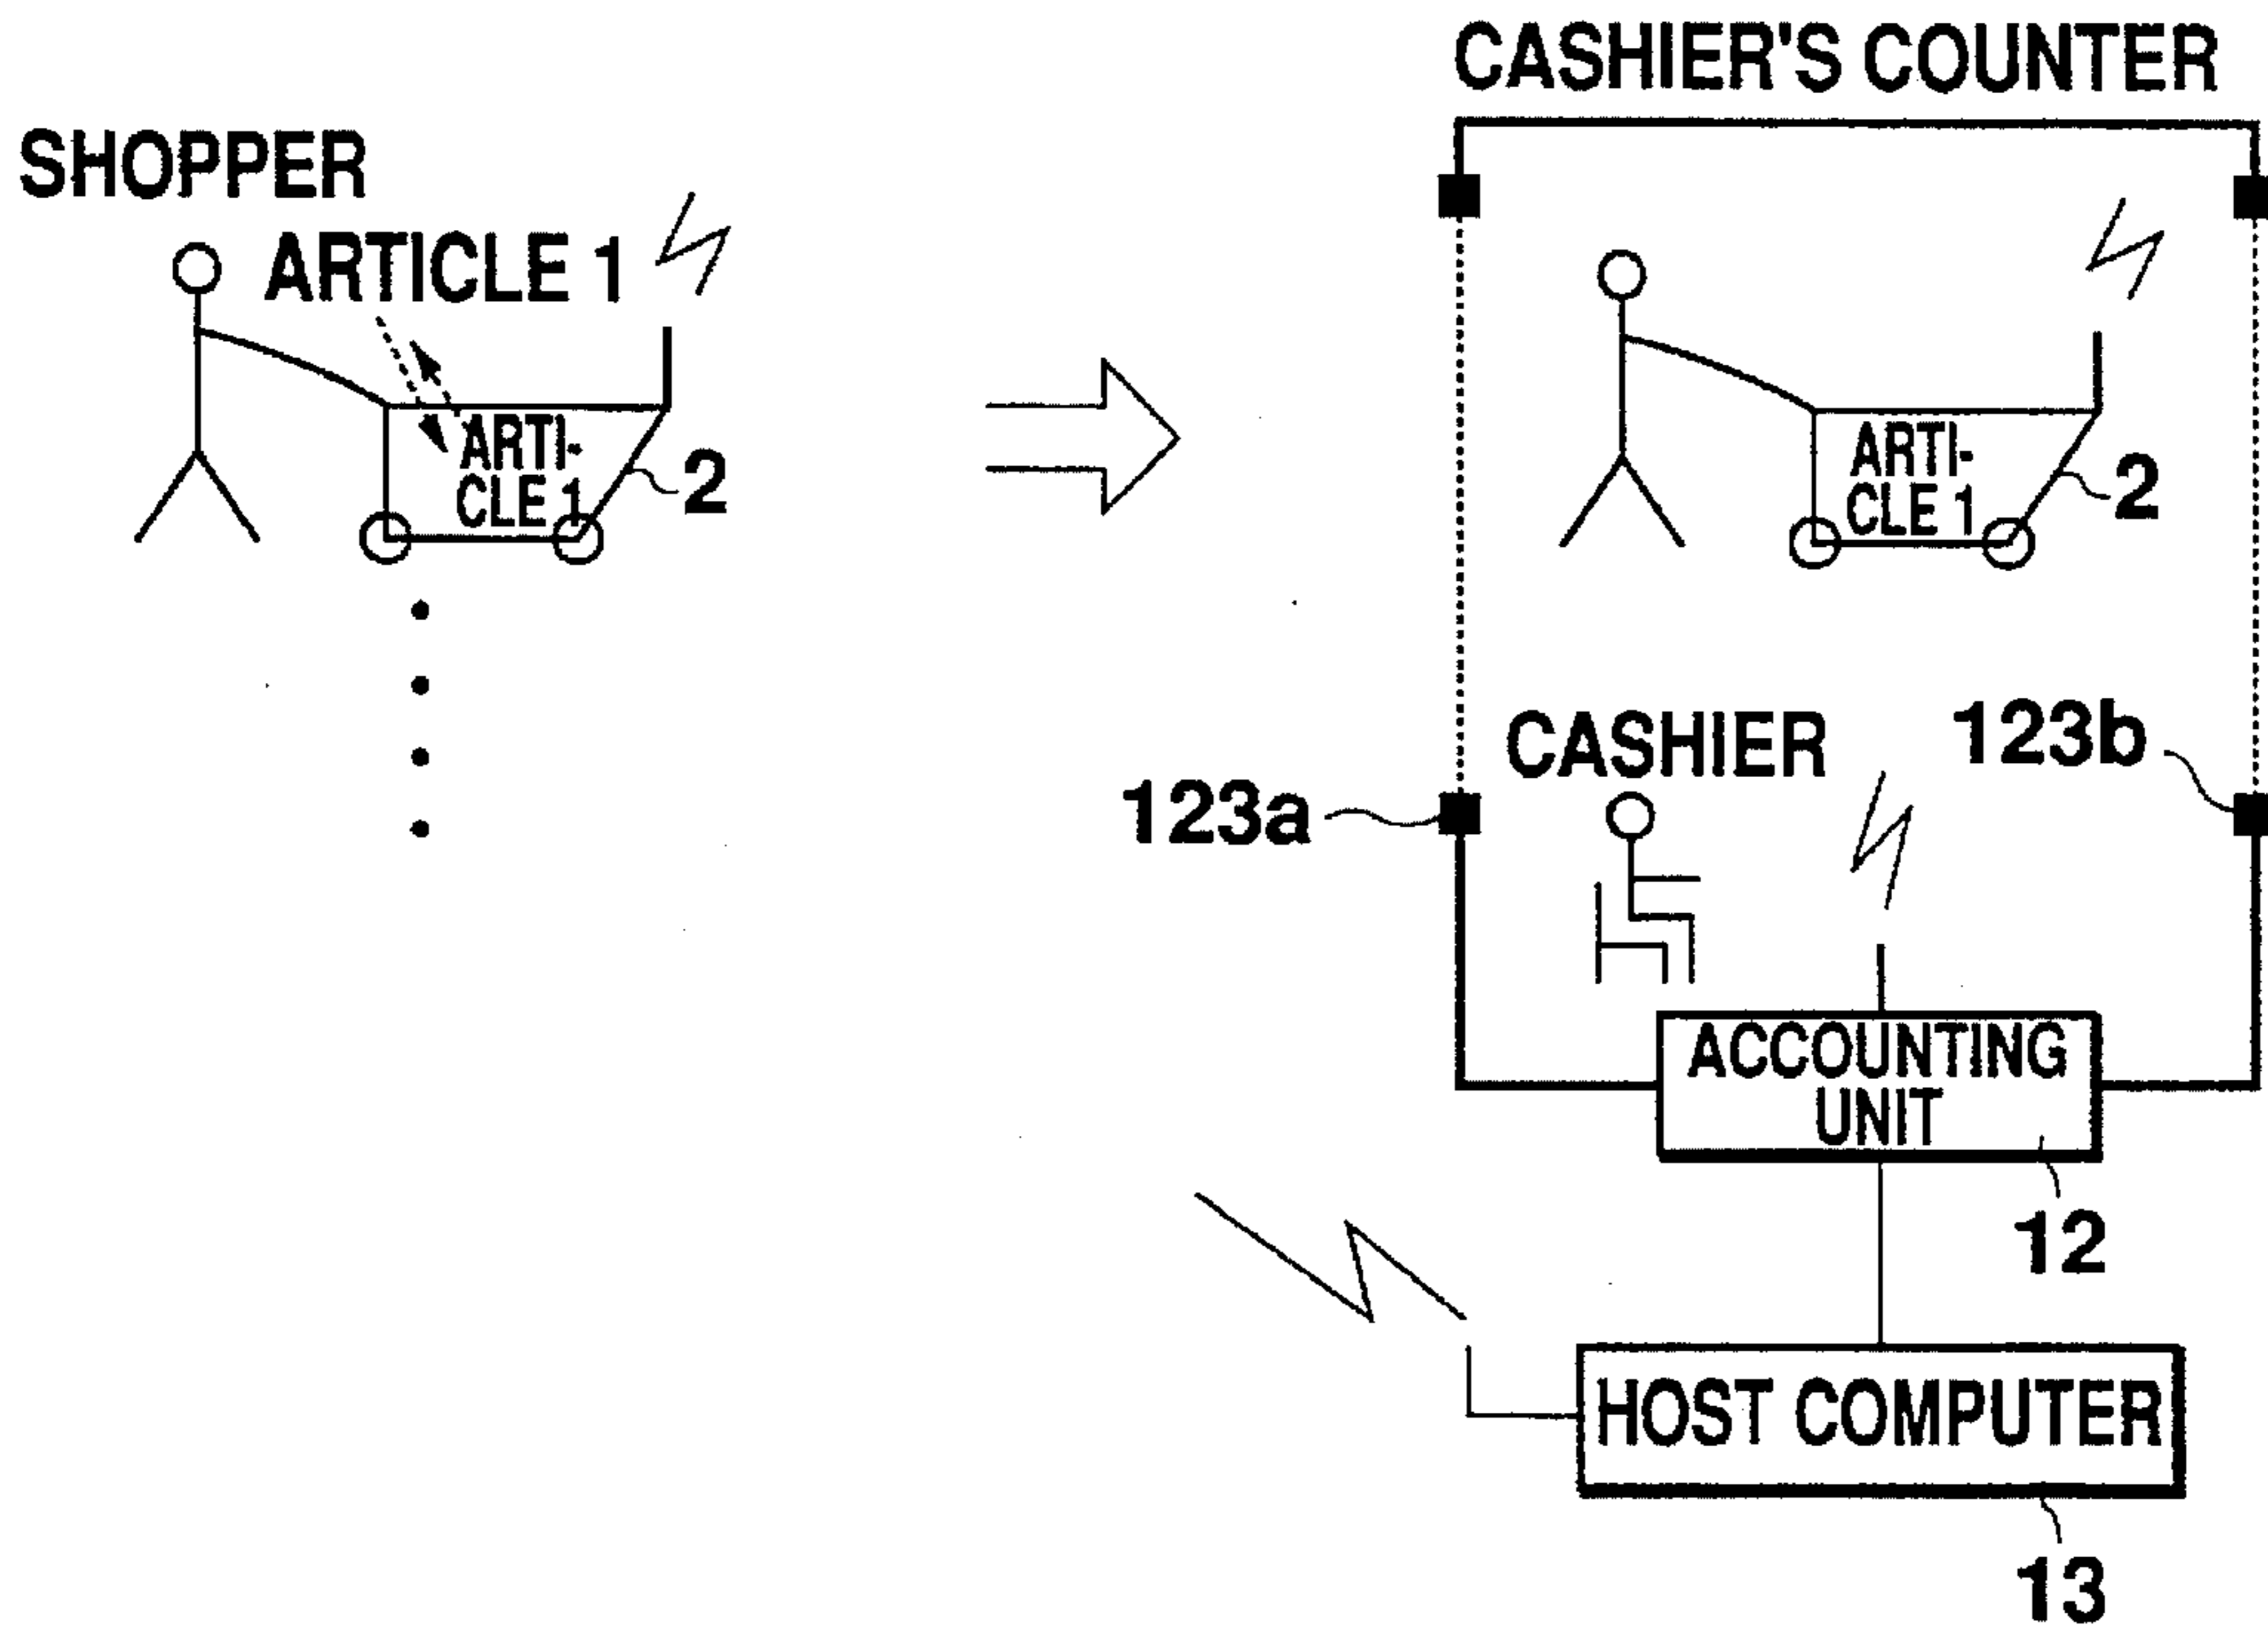 CASHIER'S COUNTER
SHOPPER
ARTICLE 1
ARTI-
CLE 1
2
ARTI-
CLE 1
2
CASHIER
123b
123a
ACCOUNTING
UNIT
12
HOST COMPUTER
13